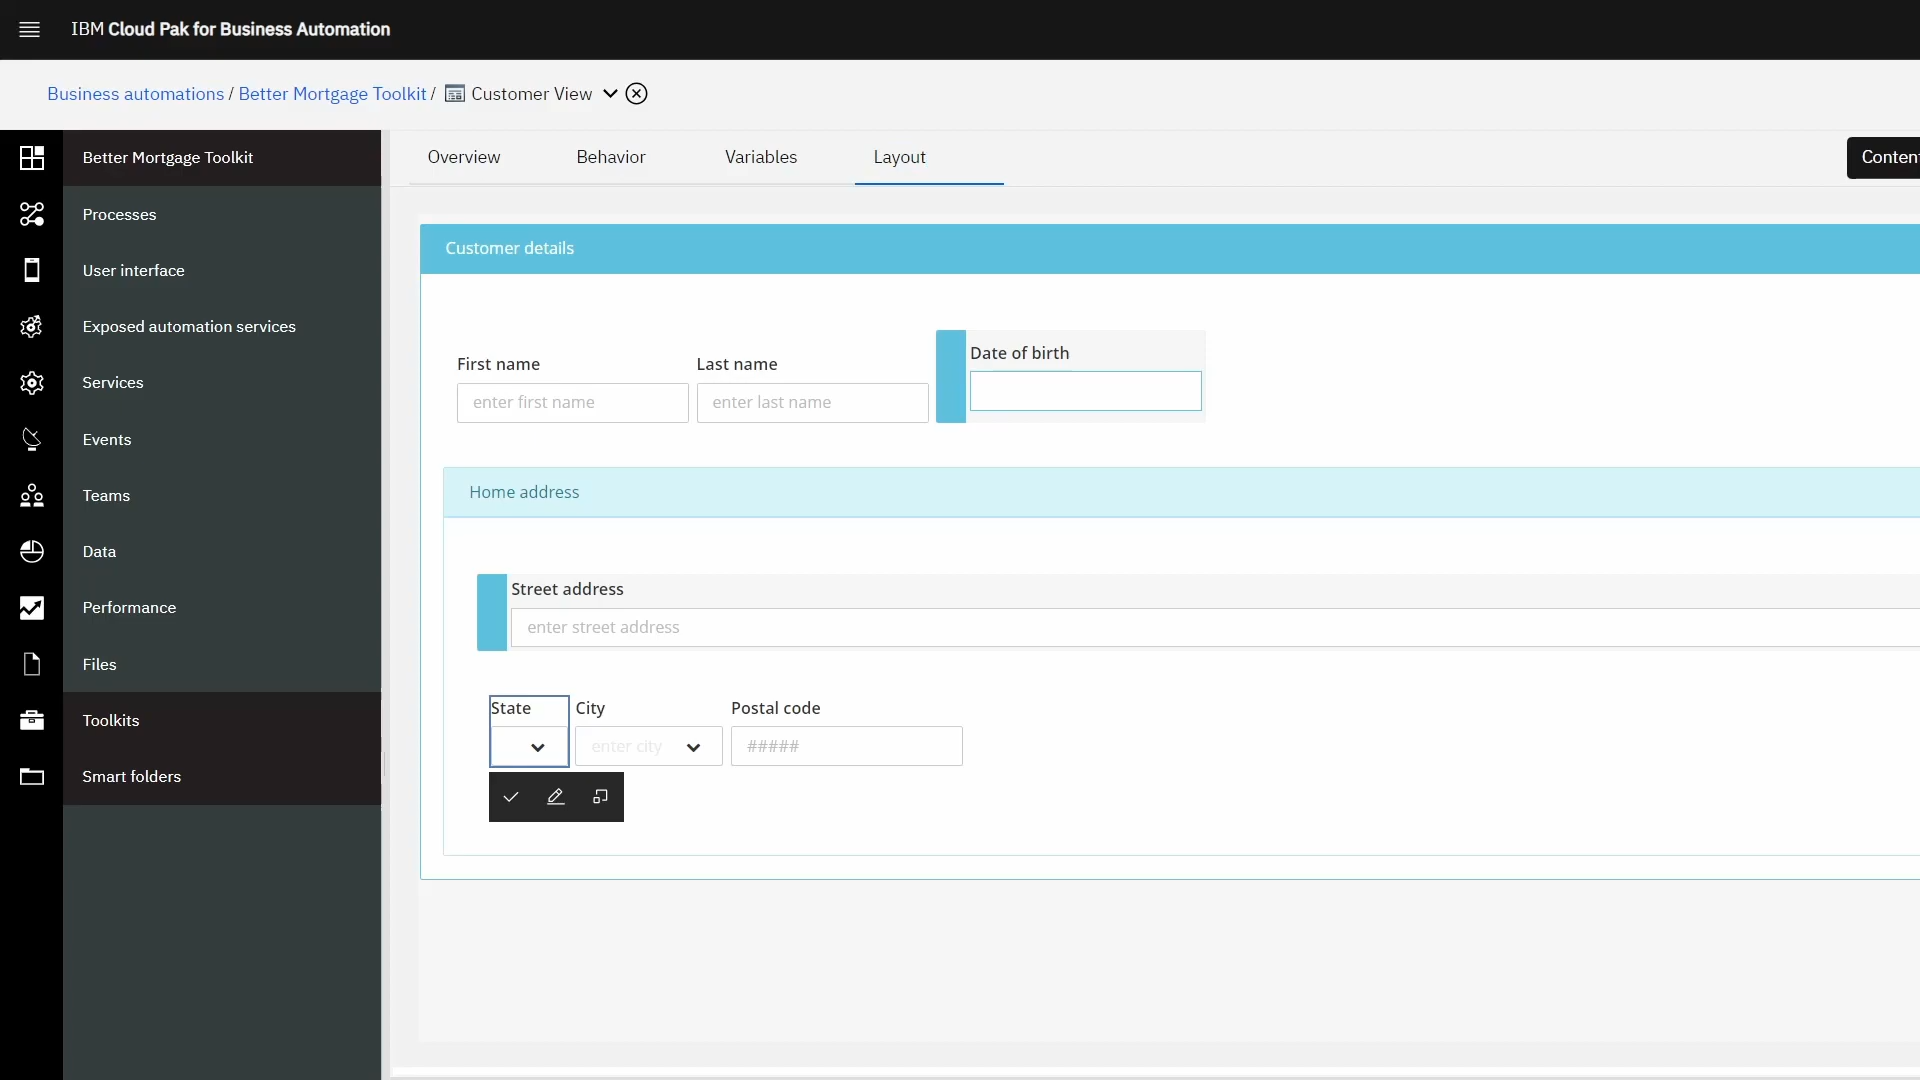 IBM Cloud Pak for Business Automation
Business automations / Better Mortgage Toolkit / Customer View
Better Mortgage Toolkit
Processes
User interface
Exposed automation services
Services
Events
Teams
Data
Performance
Files
Toolkits
Smart folders
Overview Behavior Variables Layout
Conten
Customer details
First name Last name Date of birth
enter first name enter last name
Home address
Street address
enter street address
State City Postal code
enter city #####